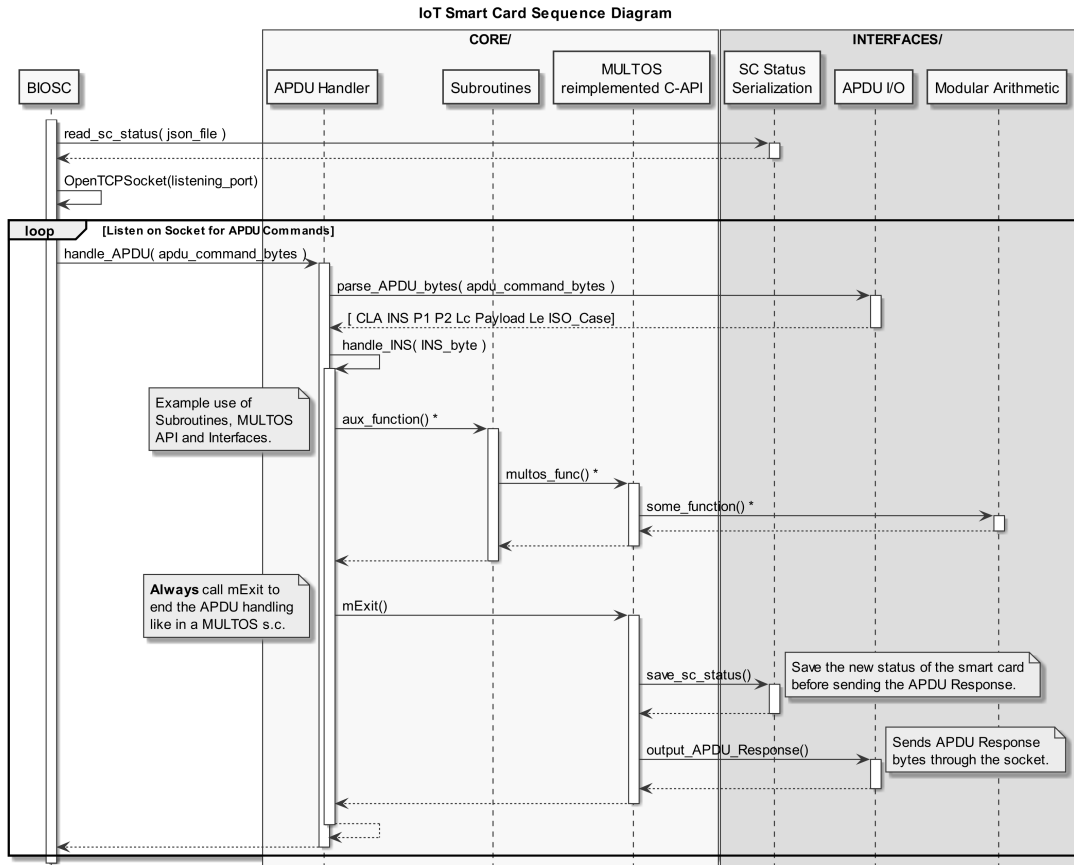 IoT Smart Card Sequence Diagram
CORE/
INTERFACES/
BIOSC
APDU Handler
Subroutines
MULTOS
reimplemented C-API
SC Status
Serialization
APDU I/O
Modular Arithmetic
read_sc_status( json_file )
OpenTCPSocket(listening_port)
loop
[Listen on Socket for APDU Commands]
handle_APDU( apdu_command_bytes )
parse_APDU_bytes( apdu_command_bytes )
[ CLA INS P1 P2 Lc Payload Le ISO_Case]
handle_INS( INS_byte )
Example use of
Subroutines, MULTOS
API and Interfaces.
aux_function() *
multos_func() *
some_function() *
Always call mExit to
end the APDU handling
like in a MULTOS s.c.
mExit()
save_sc_status()
Save the new status of the smart card
before sending the APDU Response.
output_APDU_Response()
Sends APDU Response
bytes through the socket.